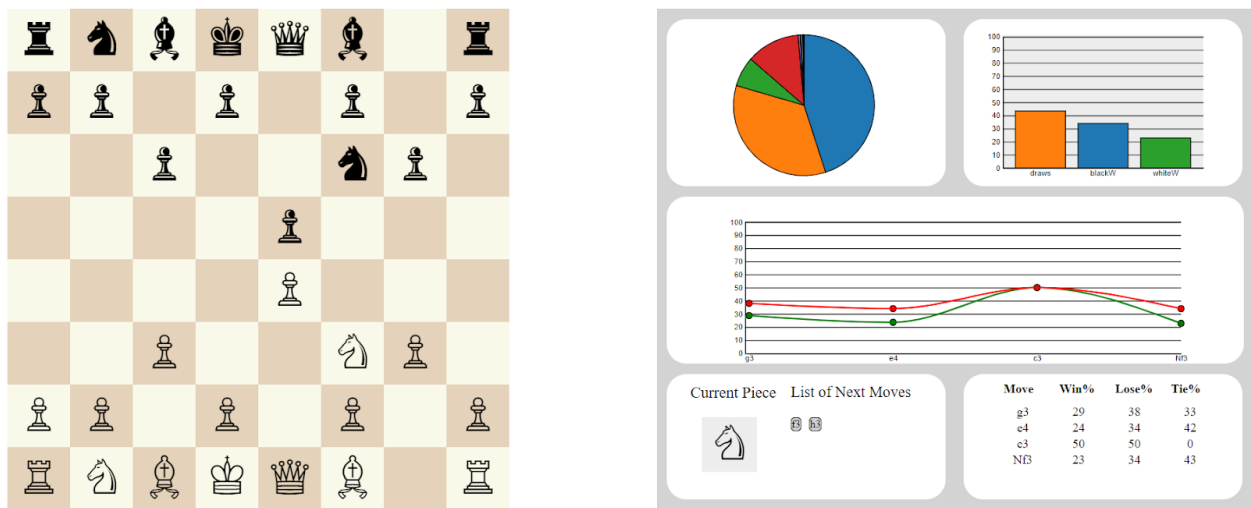 100
90
80
70
60
50
40
30
20
10
0
draws blackW whiteW
100
90
80
70
60
50
40
30
20
10
0
g3 e4 c3 Nf3
Current Piece List of Next Moves
f3 h3
Move Win% Lose% Tie%
g3 29 38 33
e4 24 34 42
c3 50 50 0
Nf3 23 34 43